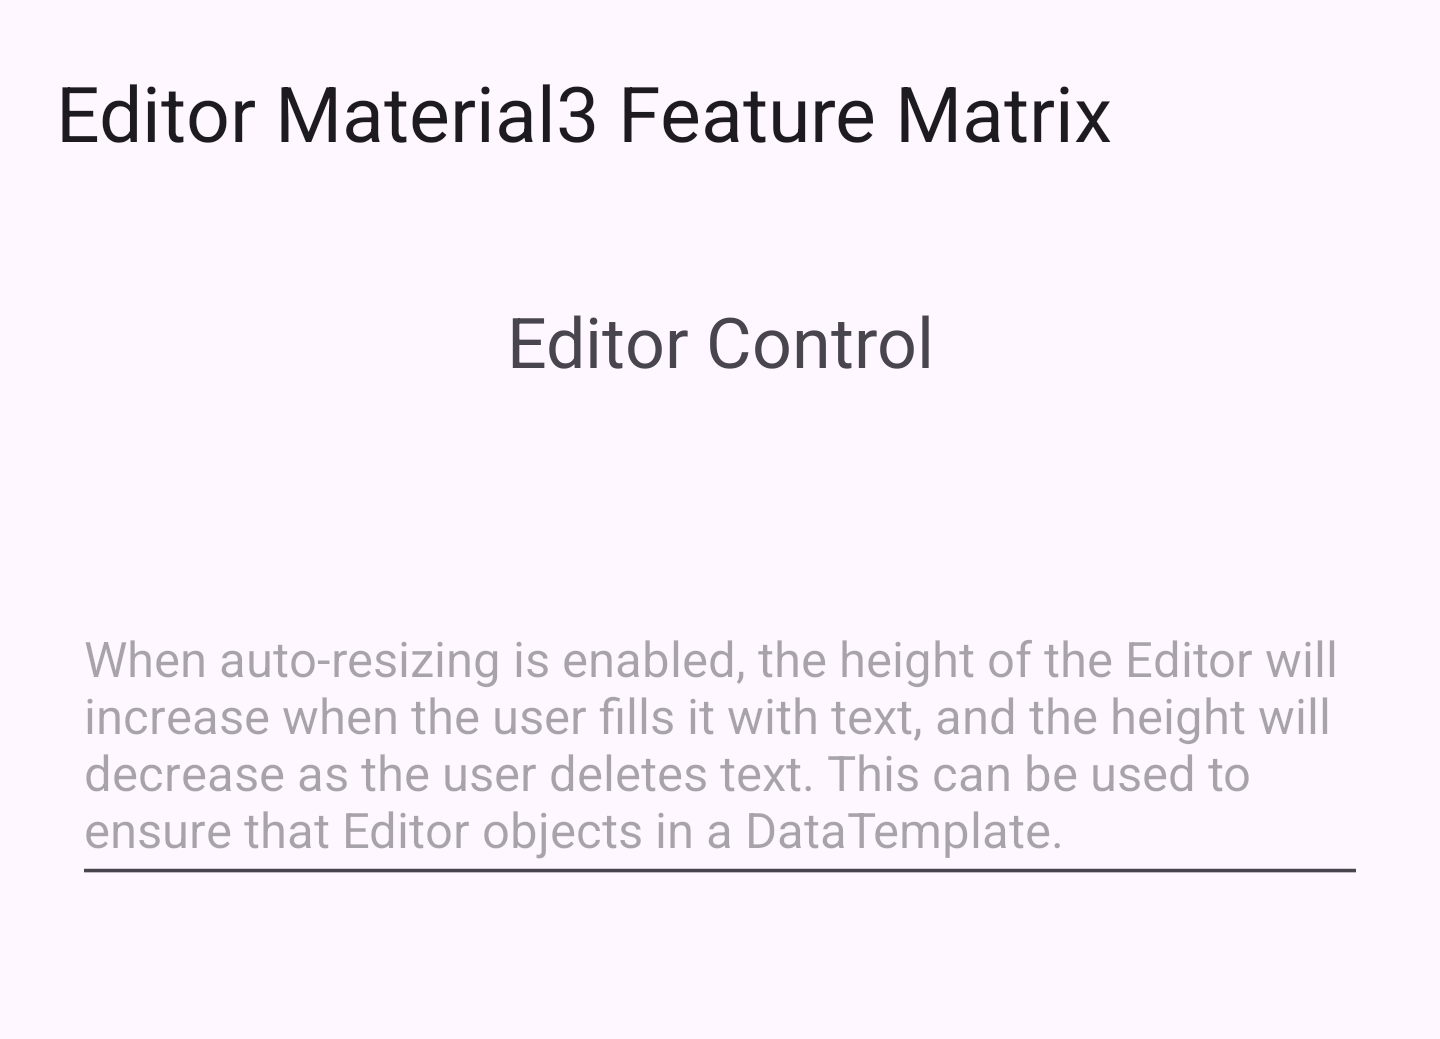 Editor Material3 Feature Matrix
Editor Control
When auto-resizing is enabled, the height of the Editor will
increase when the user fills it with text, and the height will
decrease as the user deletes text. This can be used to
ensure that Editor objects in a DataTemplate.